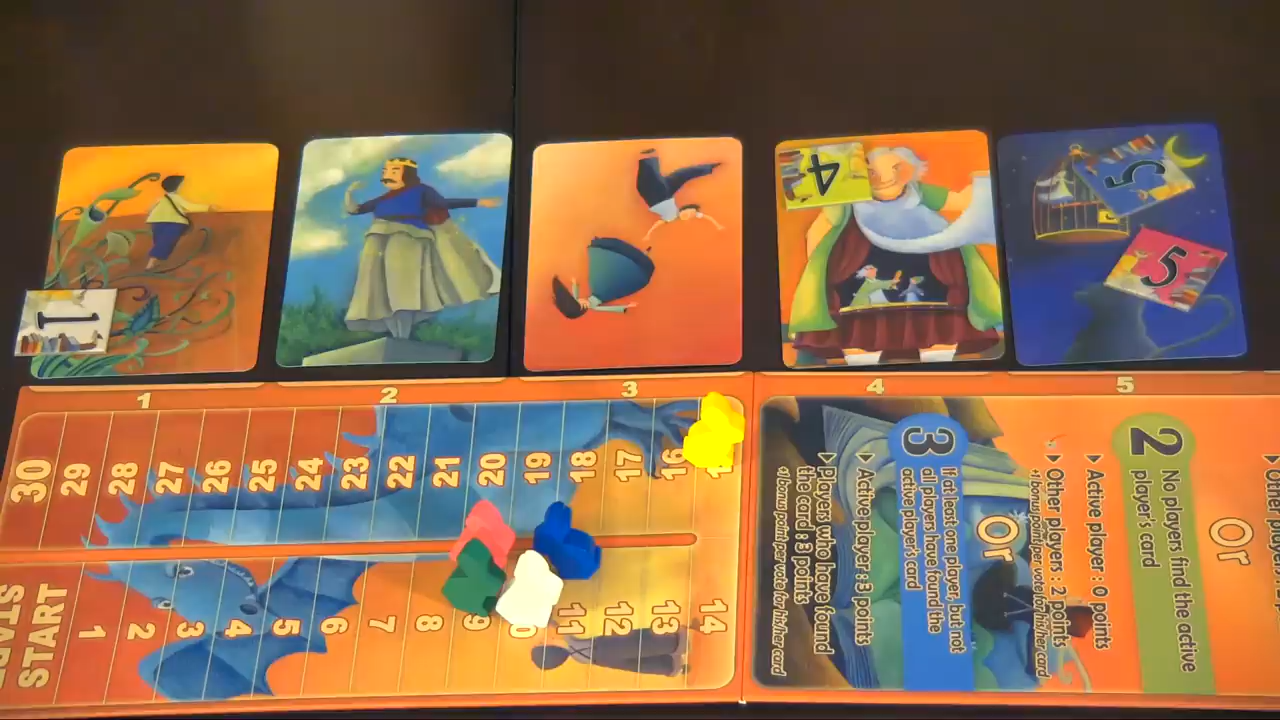 1
4
5
5
1
2
3
4
5
30
29
28
27
26
25
24
23
22
21
20
19
18
17
16
START
1
2
3
4
5
6
7
8
9
11
12
13
14
3
If at least one player, but not
all players have found the
active player's card
Active player : 3 points
Players who have found
the card : 3 points
+1 bonus point per vote for his/her card
Or
2
No players find the active
player's card
Active player : 0 points
Other players : 2 points
+1 bonus point per vote for his/her card
Or